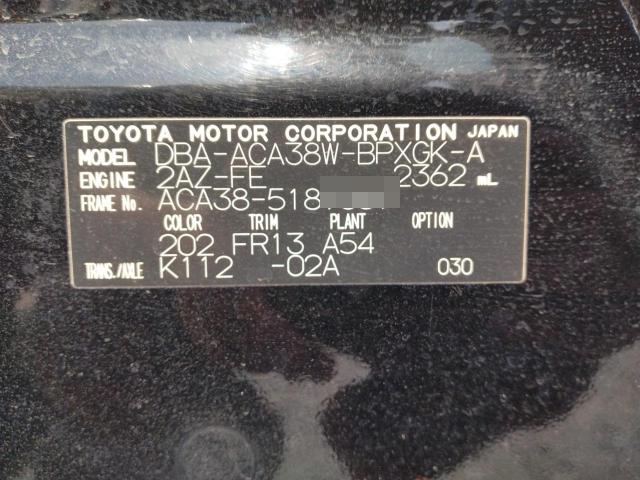 TOYOTA MOTOR CORPORATION JAPAN
MODEL DBA-ACA38W-BPXGK-A
ENGINE 2AZ-FE 2362 mL
FRAME No. ACA38-518
COLOR TRIM PLANT OPTION
202 FR13 A54
TRANS./AXLE K112 -02A 030